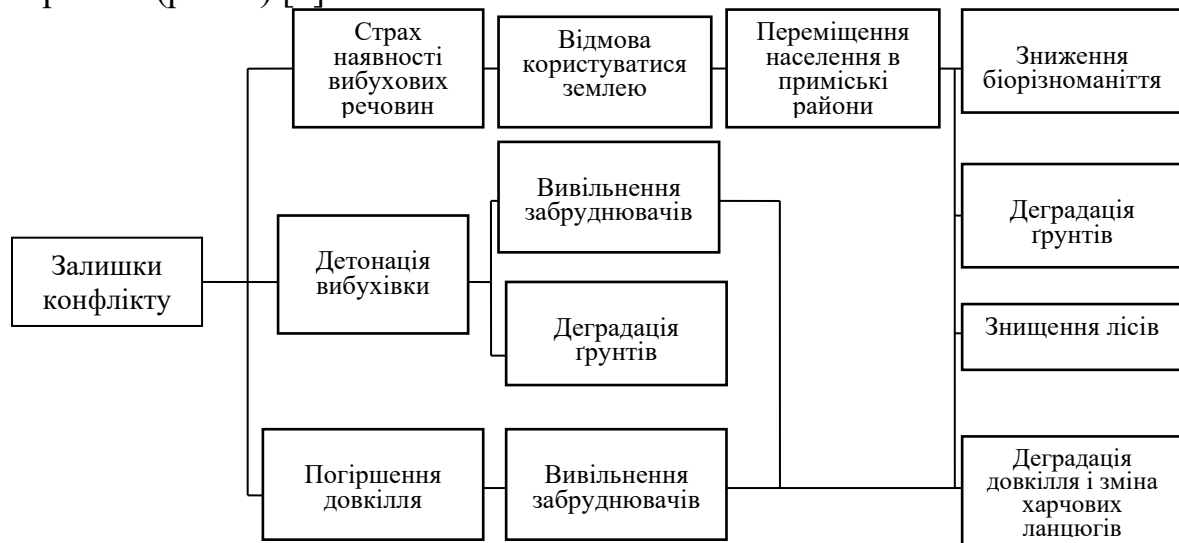 Страх
наявності
вибухових
речовин
Відмова
користуватися
землею
Переміщення
населення в
приміські
райони
Зниження
біорізноманіття
Вивільнення
забруднювачів
Деградація
ґрунтів
Залишки
конфлікту
Детонація
вибухівки
Деградація
ґрунтів
Знищення лісів
Погіршення
довкілля
Вивільнення
забруднювачів
Деградація
довкілля і зміна
харчових
ланцюгів